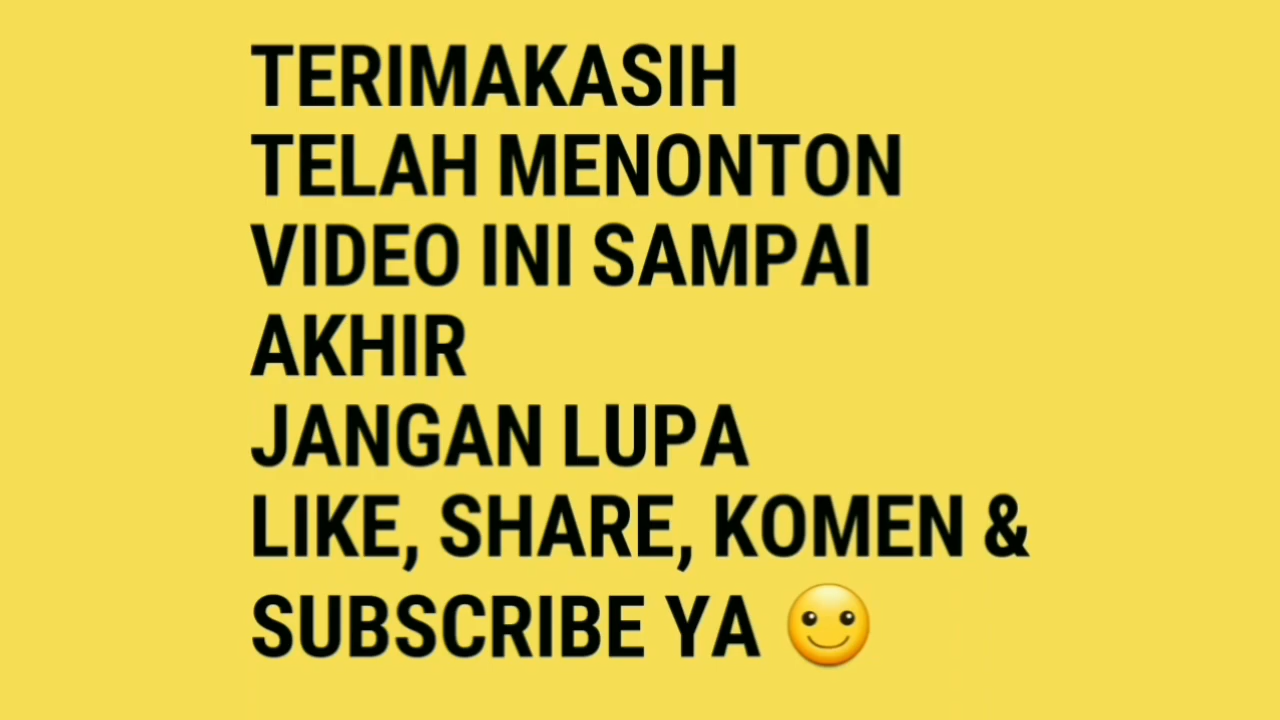 TERIMAKASIH
TELAH MENONTON
VIDEO INI SAMPAI
AKHIR
JANGAN LUPA
LIKE, SHARE, KOMEN &
SUBSCRIBE YA 🙂